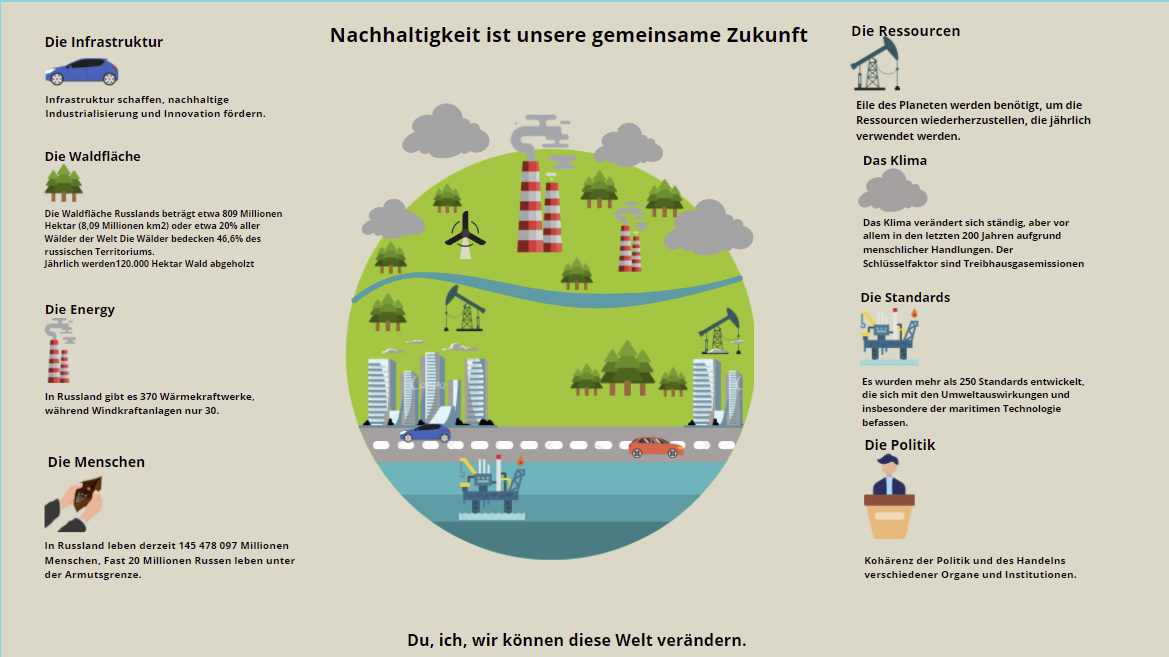 Nachhaltigkeit ist unsere gemeinsame Zukunft
Die Infrastruktur
Infrastruktur schaffen, nachhaltige
Industrialisierung und Innovation fördern.
Die Waldfläche
Die Waldfläche Russlands beträgt etwa 809 Millionen
Hektar (8,09 Millionen km2) oder etwa 20% aller
Wälder der Welt Die Wälder bedecken 46,6% des
russischen Territoriums.
Jährlich werden120.000 Hektar Wald abgeholzt
Die Energy
In Russland gibt es 370 Wärmekraftwerke,
während Windkraftanlagen nur 30.
Die Menschen
In Russland leben derzeit 145 478 097 Millionen
Menschen, Fast 20 Millionen Russen leben unter
der Armutsgrenze.
Die Ressourcen
Eile des Planeten werden benötigt, um die
Ressourcen wiederherzustellen, die jährlich
verwendet werden.
Das Klima
Das Klima verändert sich ständig, aber vor
allem in den letzten 200 Jahren aufgrund
menschlicher Handlungen. Der
Schlüsselfaktor sind Treibhausgasemissionen
Die Standards
Es wurden mehr als 250 Standards entwickelt,
die sich mit den Umweltauswirkungen und
insbesondere der maritimen Technologie
befassen.
Die Politik
Kohärenz der Politik und des Handelns
verschiedener Organe und Institutionen.
Du, ich, wir können diese Welt verändern.